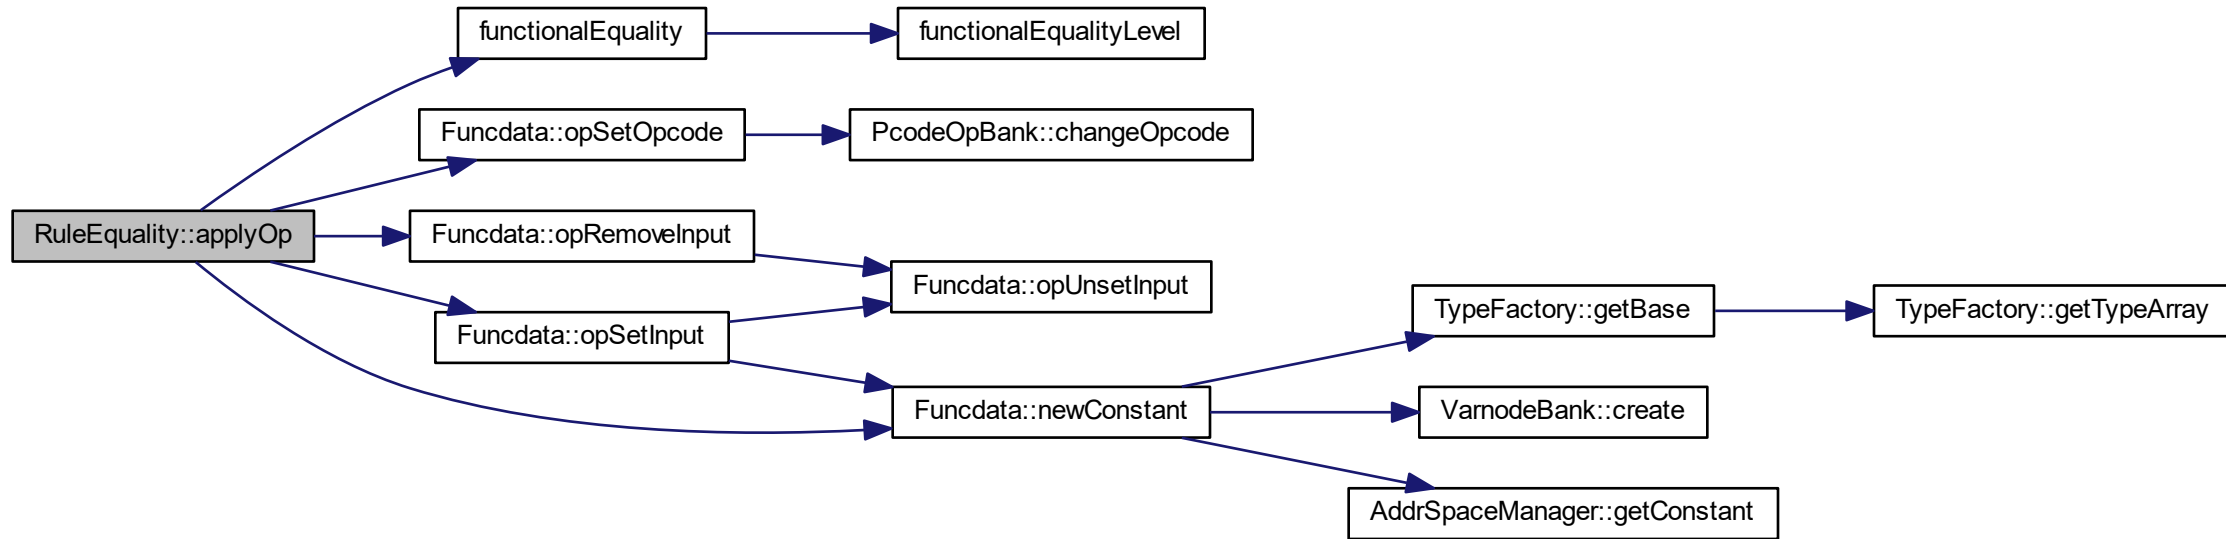 functionalEquality
functionalEqualityLevel
Funcdata::opSetOpcode
PcodeOpBank::changeOpcode
RuleEquality::applyOp
Funcdata::opRemoveInput
Funcdata::opUnsetInput
Funcdata::opSetInput
TypeFactory::getBase
TypeFactory::getTypeArray
Funcdata::newConstant
VarnodeBank::create
AddrSpaceManager::getConstant